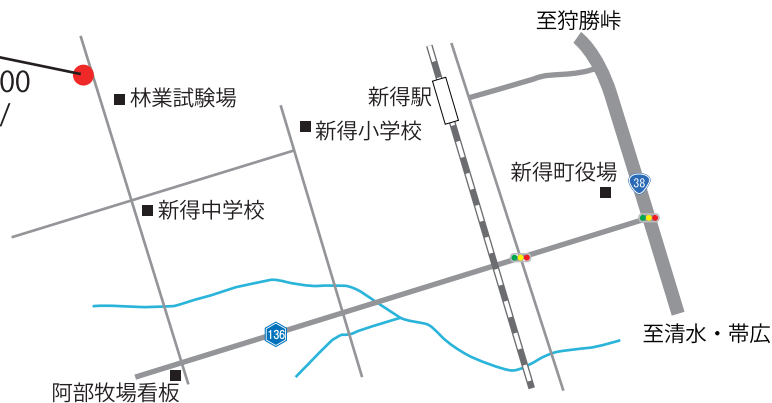 至狩勝峠
00
/
林業試験場
新得駅
新得小学校
新得町役場
38
新得中学校
136
至清水・帯広
阿部牧場看板